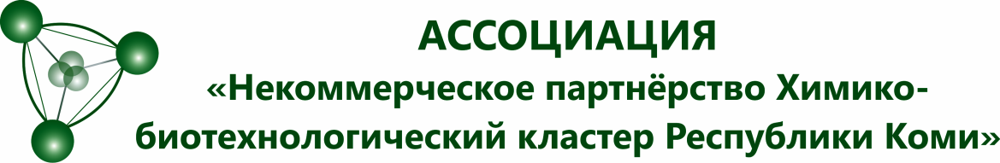 АССОЦИАЦИЯ
«Некоммерческое партнёрство Химико-
биотехнологический кластер Республики Коми»